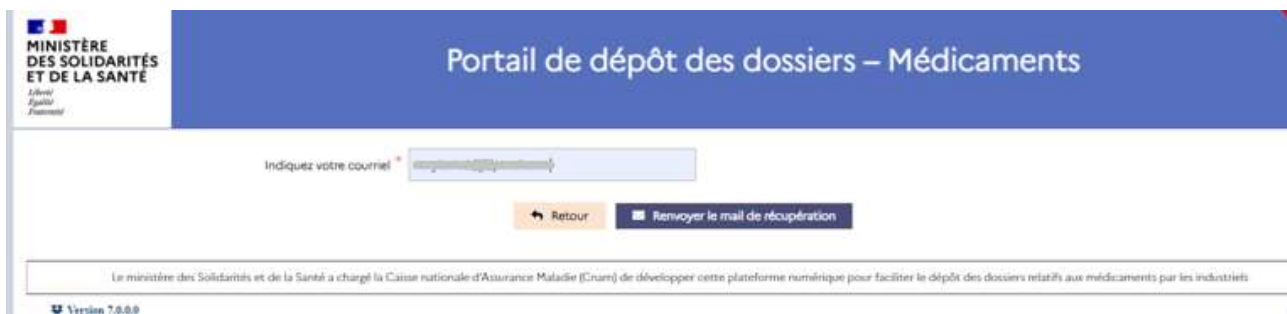 MINISTÈRE
DES SOLIDARITÉS
ET DE LA SANTÉ
Liberté
Égalité
Fraternité
Portail de dépôt des dossiers – Médicaments
Indiquez votre courriel *
Retour
Renvoyer le mail de récupération
Le ministère des Solidarités et de la Santé a chargé la Caisse nationale d'Assurance Maladie (Cnam) de développer cette plateforme numérique pour faciliter le dépôt des dossiers relatifs aux médicaments par les industriels
Version 7.0.0.0